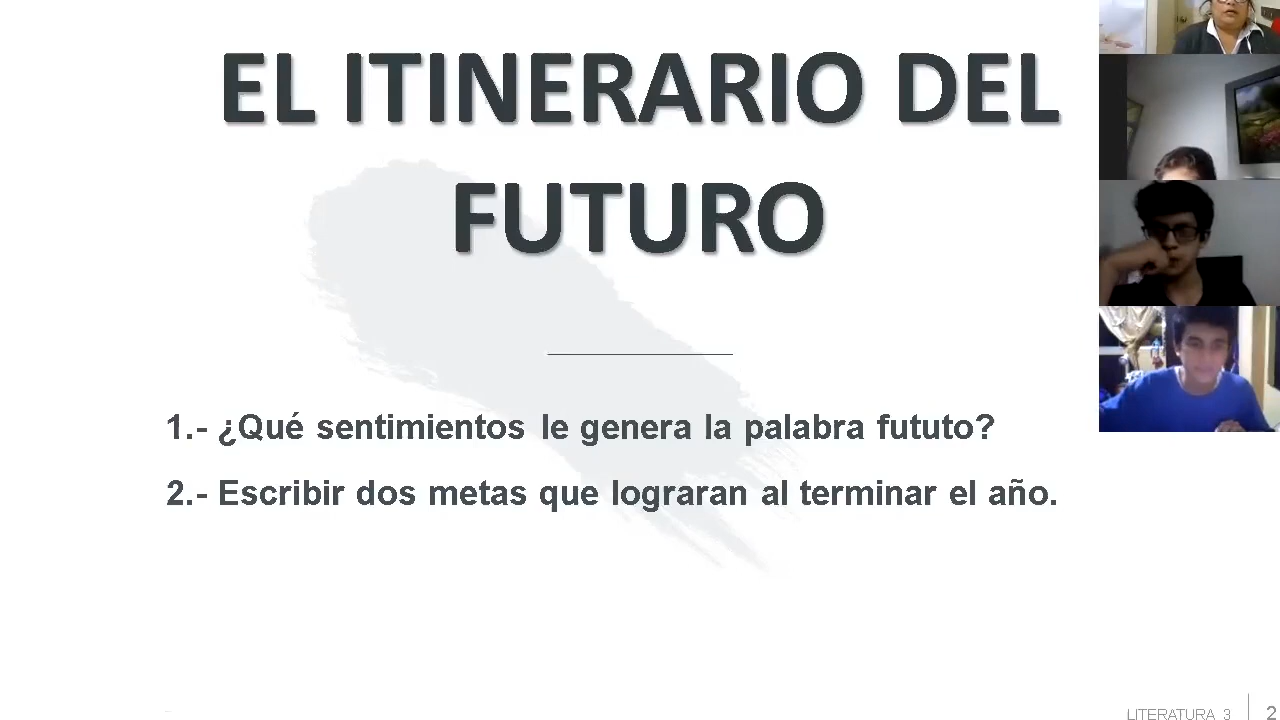 EL ITINERARIO DEL
FUTURO
1.- ¿Qué sentimientos le genera la palabra fututo?
2.- Escribir dos metas que lograran al terminar el año.
LITERATURA 3
2